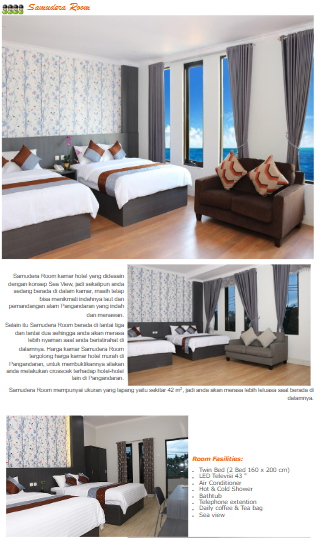 Samudera Room
Samudera Room kamar hotel yang didesain
dengan konsep Sea View, jadi sekalipun anda
sedang berada di dalam kamar, masih tetap
bisa menikmati indahnya laut dan
pemandangan alam Pangandaran yang indah
dan menawan.
Selain itu Samudera Room berada di lantai tiga
dan lantai dua sehingga anda akan merasa
lebih nyaman saat anda beristirahat di
dalamnya. Harga kamar Samudera Room
tergolong harga kamar hotel murah di
Pangandaran, untuk membuktikannya silakan
anda melakukan crosscek terhadap hotel-hotel
lain di Pangandaran.
Samudera Room mempunyai ukuran yang lapang yaitu sekitar 42 m², jadi anda akan merasa lebih leluasa saat berada di
dalamnya.
Room Fasilities:
. Twin Bed (2 Bed 160 x 200 cm)
. LED Televisi 43 "
. Air Conditioner
. Hot & Cold Shower
. Bathtub
. Telephone extention
. Daily coffee & Tea bag
. Sea view